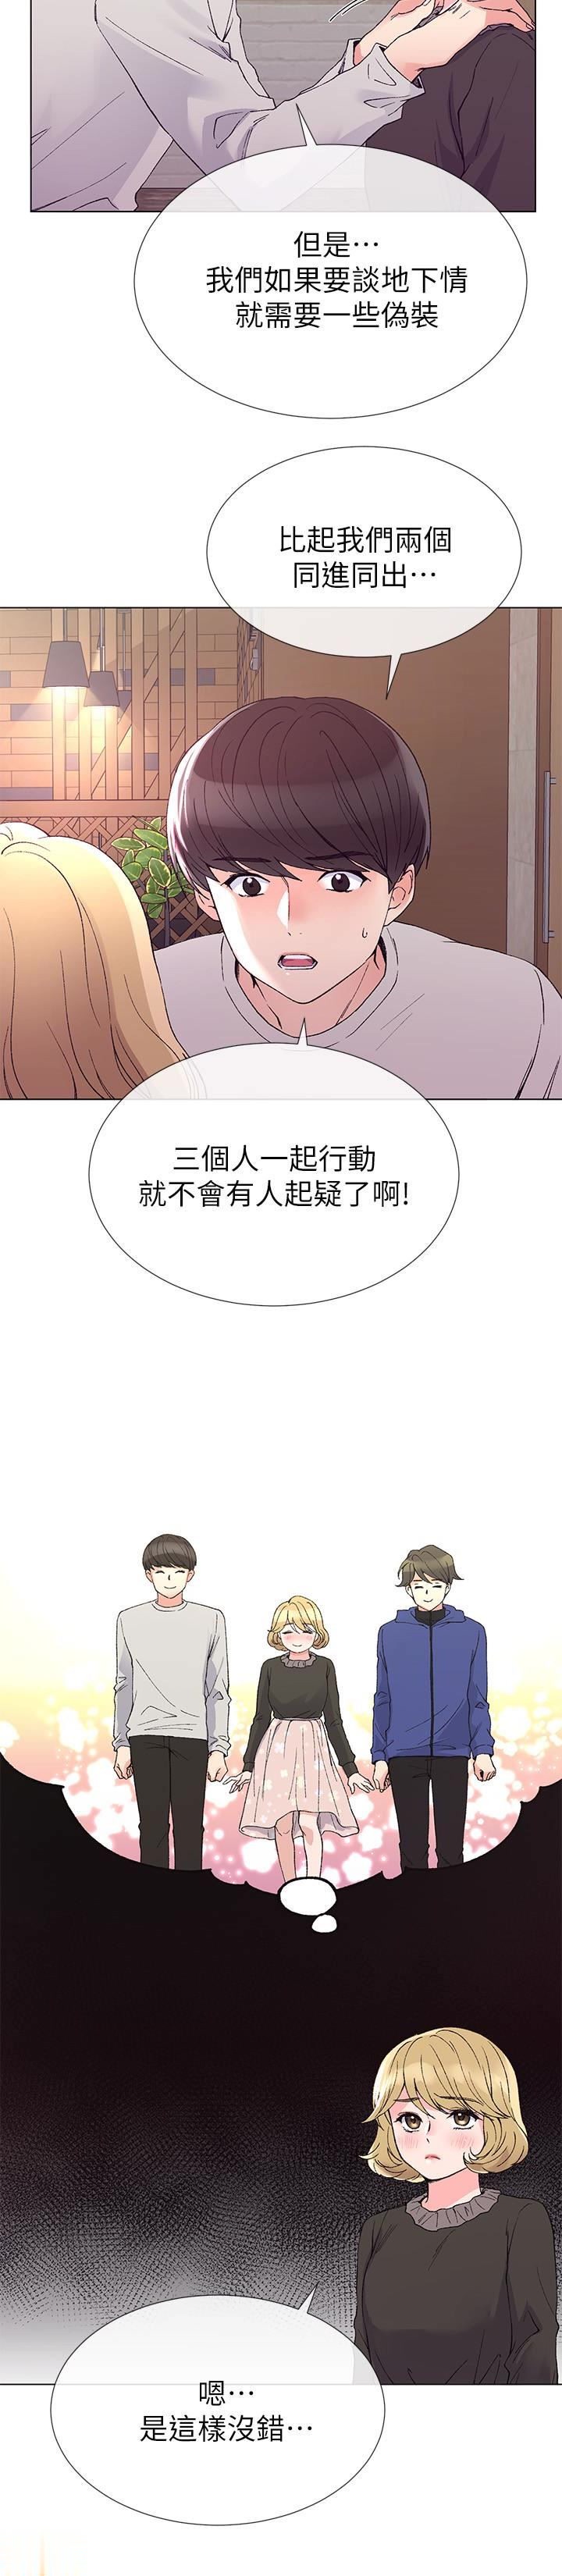 但是…
我們如果要談地下情
就需要一些偽裝
比起我們兩個
同進同出…
三個人一起行動
就不會有人起疑了啊!
嗯…
是這樣沒錯…